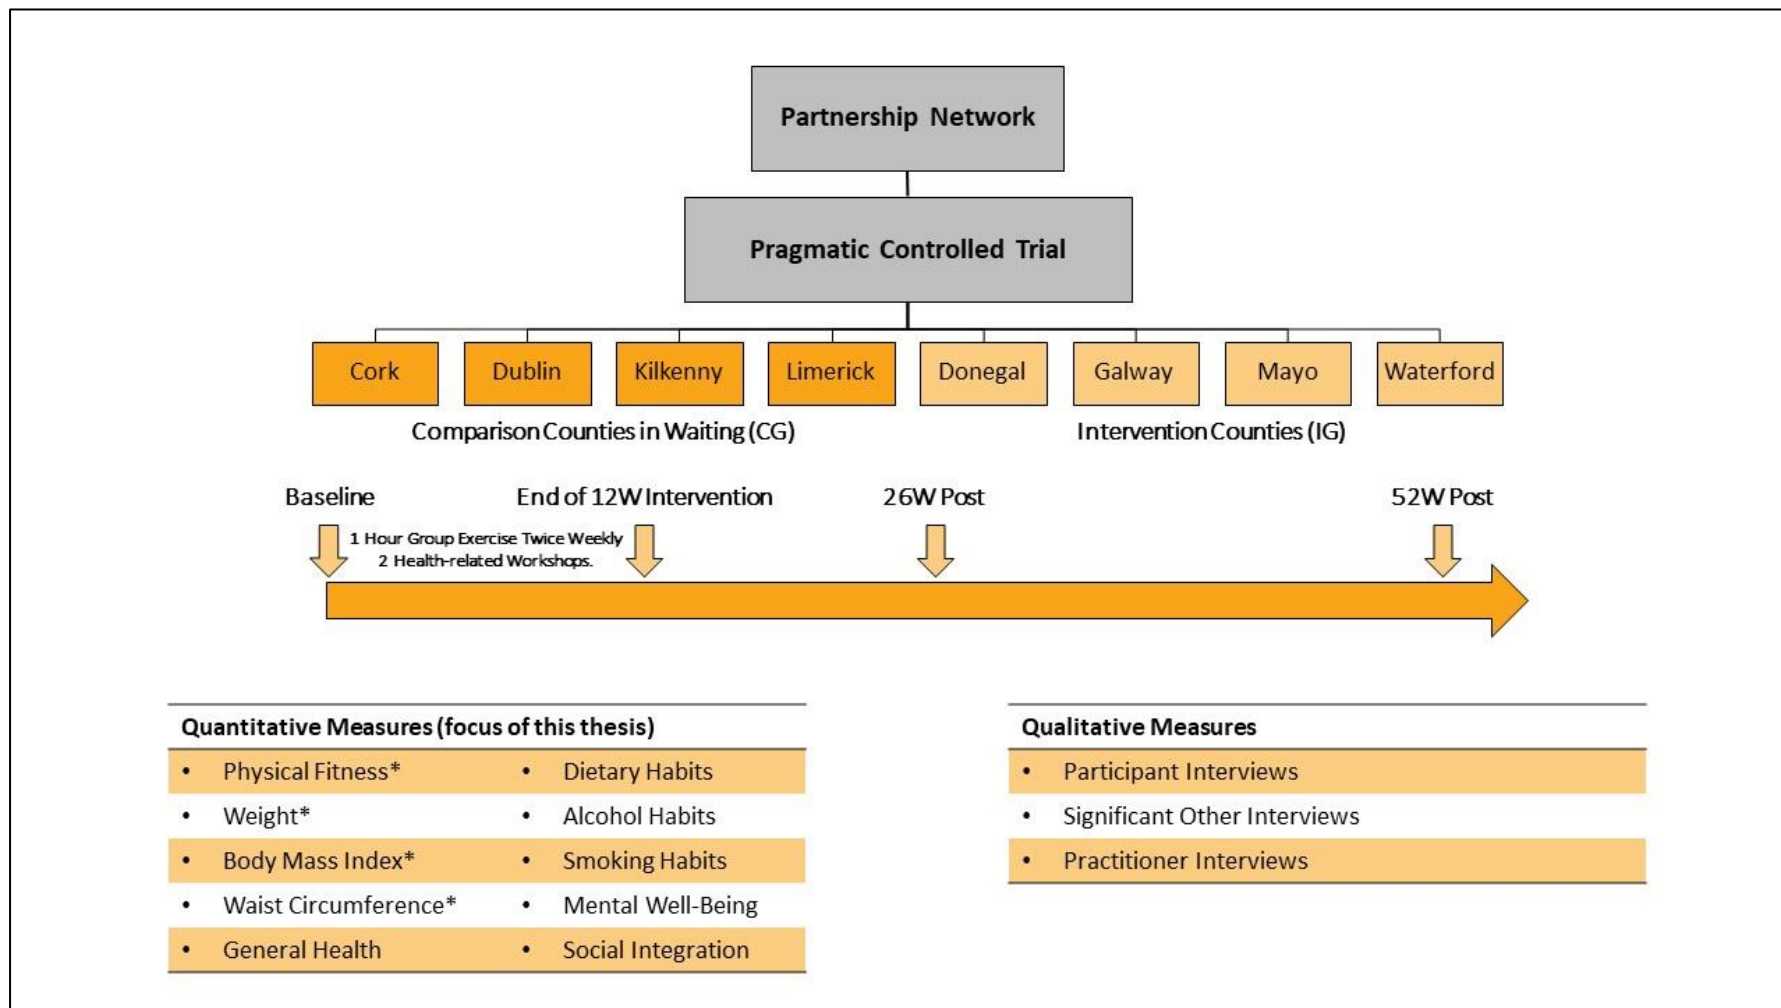 Partnership Network
Pragmatic Controlled Trial
Cork
Dublin
Kilkenny
Limerick
Donegal
Galway
Mayo
Waterford
Comparison Counties in Waiting (CG)
Intervention Counties (IG)
Baseline
End of 12W Intervention
26W Post
52W Post
1 Hour Group Exercise Twice Weekly
2 Health-related Workshops.
Quantitative Measures (focus of this thesis)
• Physical Fitness*
• Dietary Habits
• Weight*
• Alcohol Habits
• Body Mass Index*
• Smoking Habits
• Waist Circumference*
• Mental Well-Being
• General Health
• Social Integration
Qualitative Measures
• Participant Interviews
• Significant Other Interviews
• Practitioner Interviews